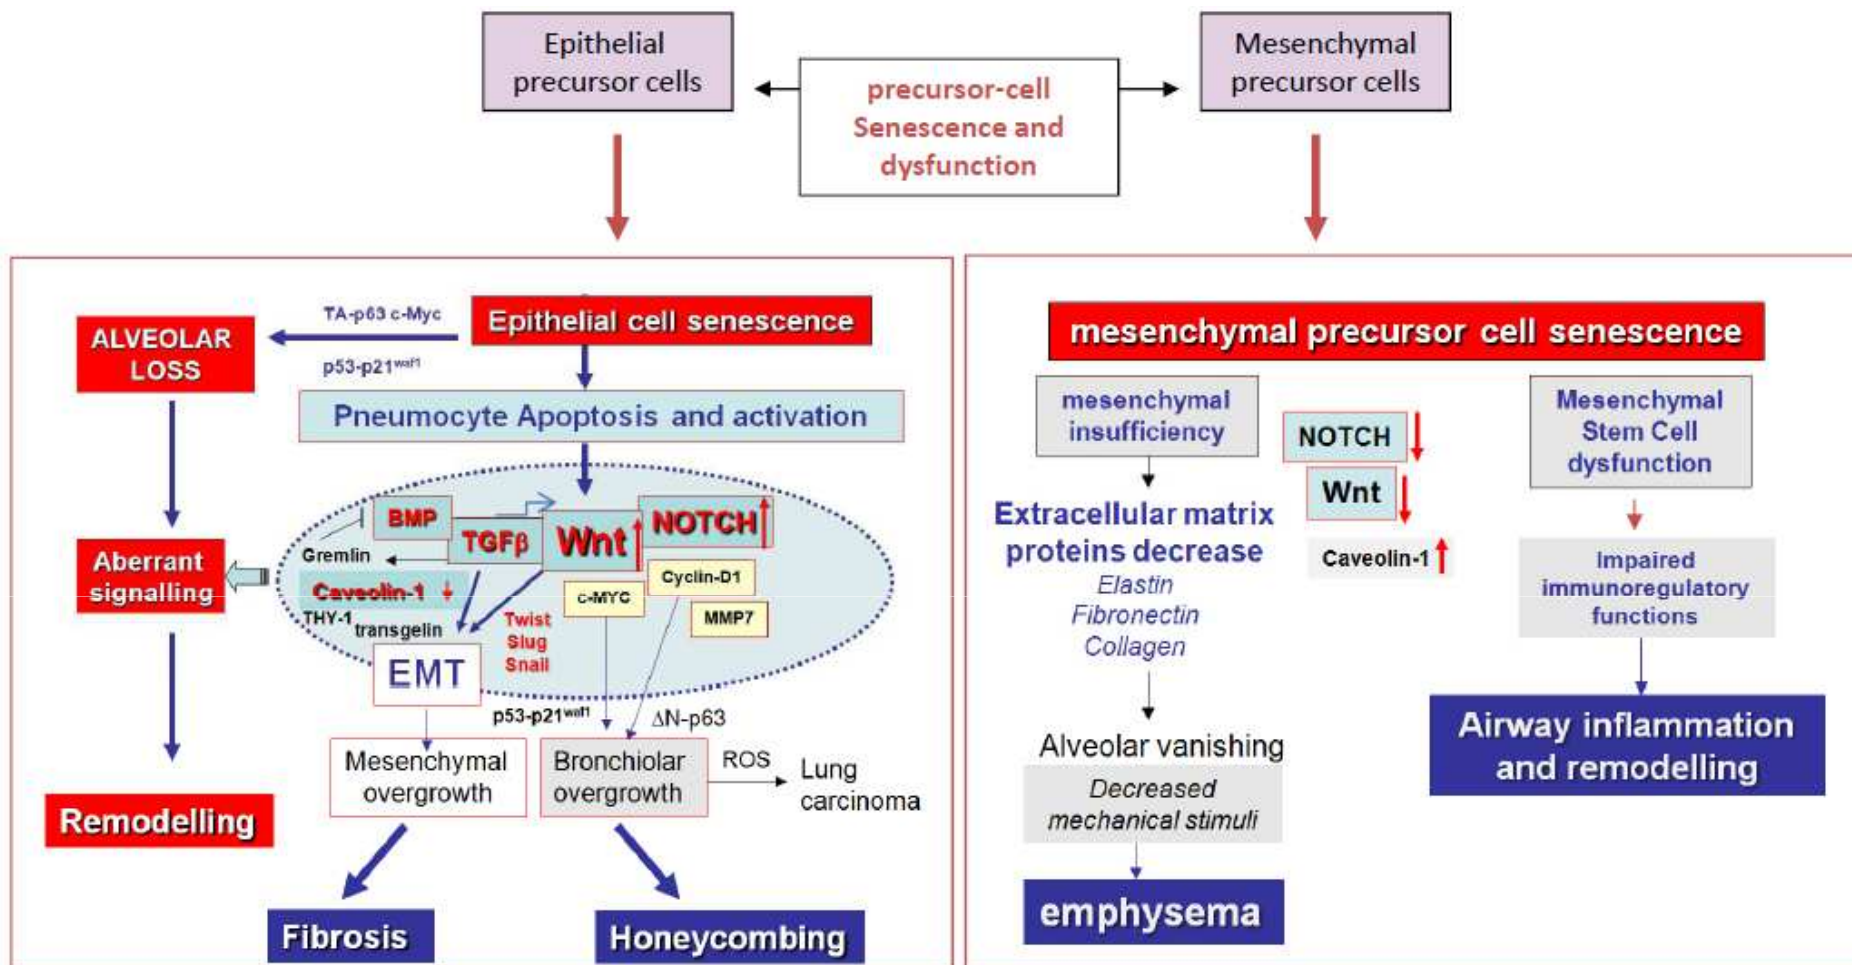 Epithelial
precursor cells
precursor-cell
Senescence and
dysfunction
Mesenchymal
precursor cells
TA-p63 c-Myc
p53-p21waf1
Epithelial cell senescence
ALVEOLAR
LOSS
Pneumocyte Apoptosis and activation
BMP
TGFβ
Wnt
NOTCH
Gremlin
Caveolin-1
THY-1
transgelin
Cyclin-D1
c-MYC
MMP7
Twist
Slug
Snail
EMT
Aberrant
signalling
p53-p21waf1
ΔN-p63
Mesenchymal
overgrowth
Bronchiolar
overgrowth
ROS
Lung
carcinoma
Remodelling
Fibrosis
Honeycombing
mesenchymal precursor cell senescence
mesenchymal
insufficiency
Extracellular matrix
proteins decrease
Elastin
Fibronectin
Collagen
Alveolar vanishing
Decreased
mechanical stimuli
emphysema
NOTCH
Wnt
Caveolin-1
Mesenchymal
Stem Cell
dysfunction
Impaired
immunoregulatory
functions
Airway inflammation
and remodelling